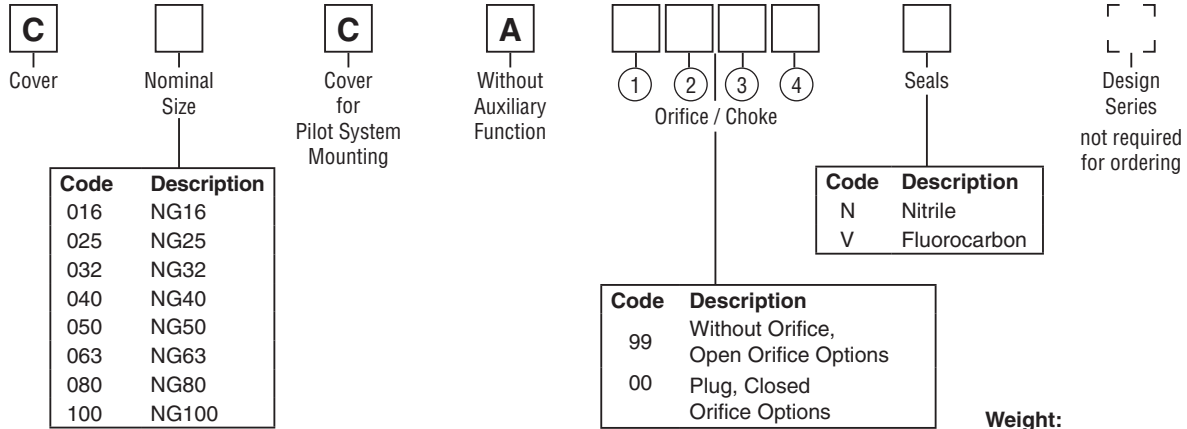 C C A
Cover
Nominal
Size
Cover
for
Pilot System
Mounting
Without
Auxiliary
Function
1 2 3 4
Orifice / Choke
Seals
Design
Series
not required
for ordering
Code Description
016 NG16
025 NG25
032 NG32
040 NG40
050 NG50
063 NG63
080 NG80
100 NG100
Code Description
99 Without Orifice,
Open Orifice Options
00 Plug, Closed
Orifice Options
Code Description
N Nitrile
V Fluorocarbon
Weight: